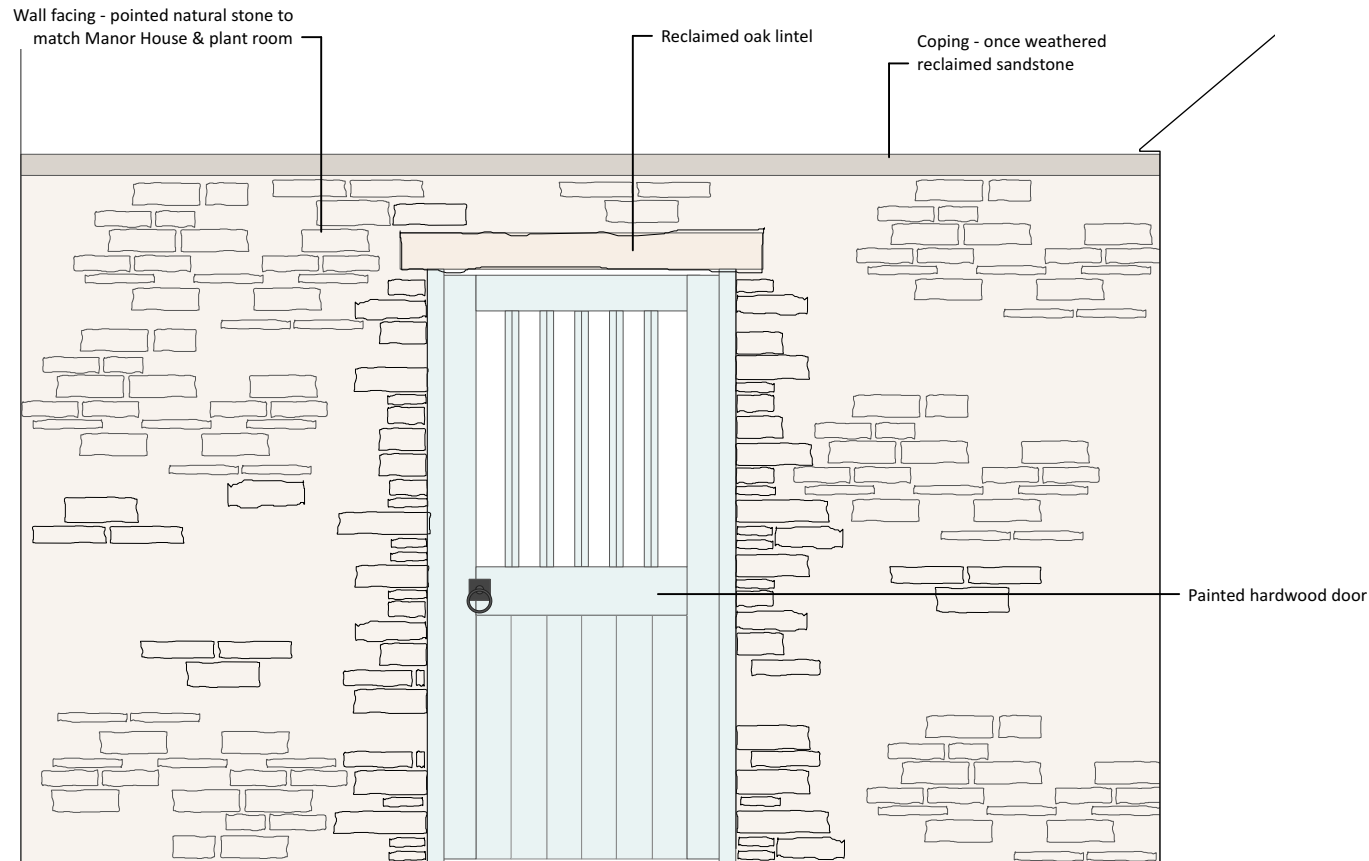 Wall facing - pointed natural stone to
match Manor House & plant room
Reclaimed oak lintel
Coping - once weathered
reclaimed sandstone
Painted hardwood door